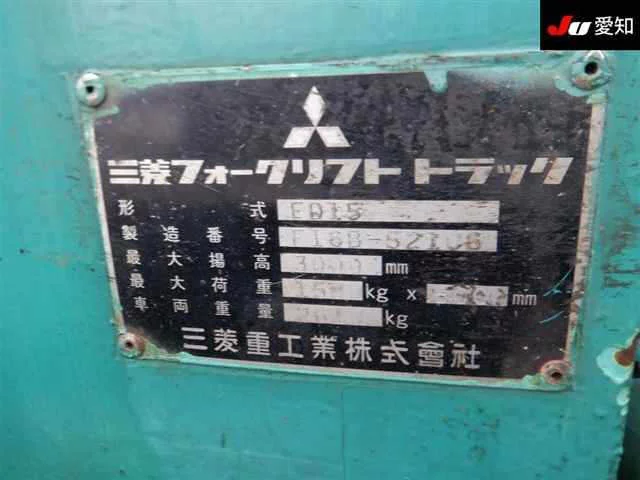 JU 愛知
三菱フォークリフト トラック
形式 FD15
製造番号
最大揚高 3000 mm
最大荷重 kg x mm
車両重量 kg
三菱重工業株式會社